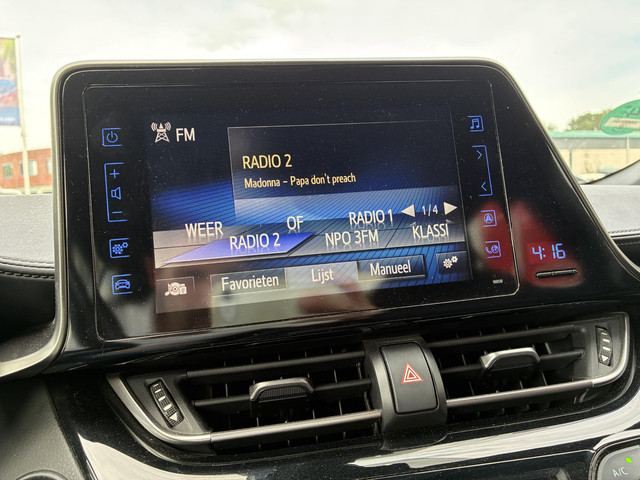 FM
RADIO 2
Madonna – Papa don't preach
WEER OF RADIO 1 1/4
RADIO 2 NPO 3FM KLASSI
Favorieten Lijst Manueel
4:16
A/C